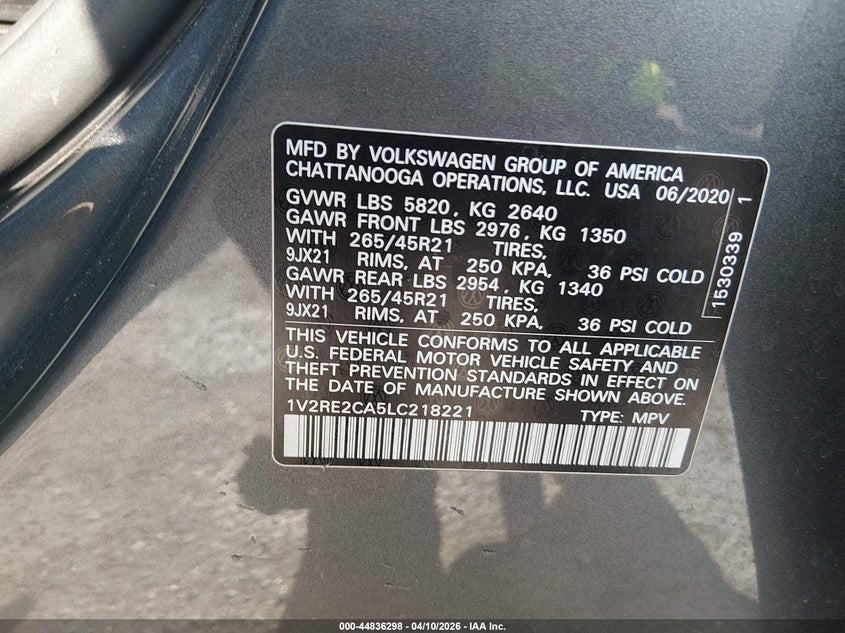 MFD BY VOLKSWAGEN GROUP OF AMERICA
CHATTANOOGA OPERATIONS, LLC. USA 06/2020
GVWR LBS 5820, KG 2640
GAWR FRONT LBS 2976, KG 1350
WITH 265/45R21 TIRES,
9JX21 RIMS, AT 250 KPA, 36 PSI COLD
GAWR REAR LBS 2954, KG 1340
WITH 265/45R21 TIRES,
9JX21 RIMS, AT 250 KPA, 36 PSI COLD
1530339 1
THIS VEHICLE CONFORMS TO ALL APPLICABLE
U.S. FEDERAL MOTOR VEHICLE SAFETY AND
THEFT PREVENTION STANDARDS IN EFFECT ON
THE DATE OF MANUFACTURE SHOWN ABOVE.
1V2RE2CA5LC218221 TYPE: MPV
000-44836298 - 04/10/2026 - IAA Inc.